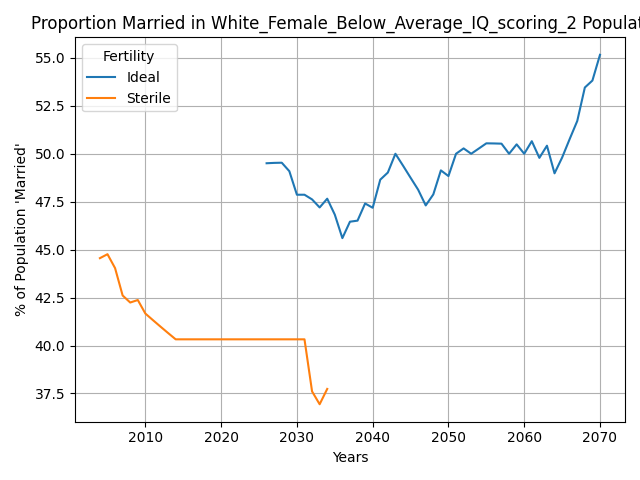 Proportion Married in White_Female_Below_Average_IQ_scoring_2 Populat
Fertility
Ideal
Sterile
% of Population 'Married'
55.0
52.5
50.0
47.5
45.0
42.5
40.0
37.5
2010 2020 2030 2040 2050 2060 2070
Years